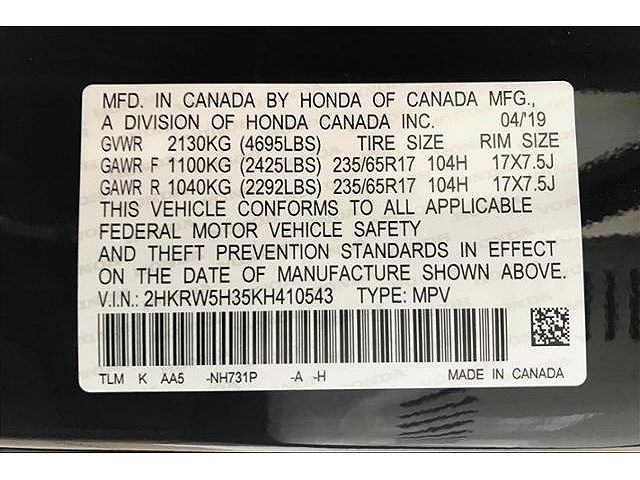 MFD. IN CANADA BY HONDA OF CANADA MFG.,
A DIVISION OF HONDA CANADA INC. 04/19
GVWR 2130KG (4695LBS) TIRE SIZE RIM SIZE
GAWR F 1100KG (2425LBS) 235/65R17 104H 17X7.5J
GAWR R 1040KG (2292LBS) 235/65R17 104H 17X7.5J
THIS VEHICLE CONFORMS TO ALL APPLICABLE
FEDERAL MOTOR VEHICLE SAFETY
AND THEFT PREVENTION STANDARDS IN EFFECT
ON THE DATE OF MANUFACTURE SHOWN ABOVE.
V.I.N.: 2HKRW5H35KH410543 TYPE: MPV
TLM K AA5 -NH731P -A -H MADE IN CANADA